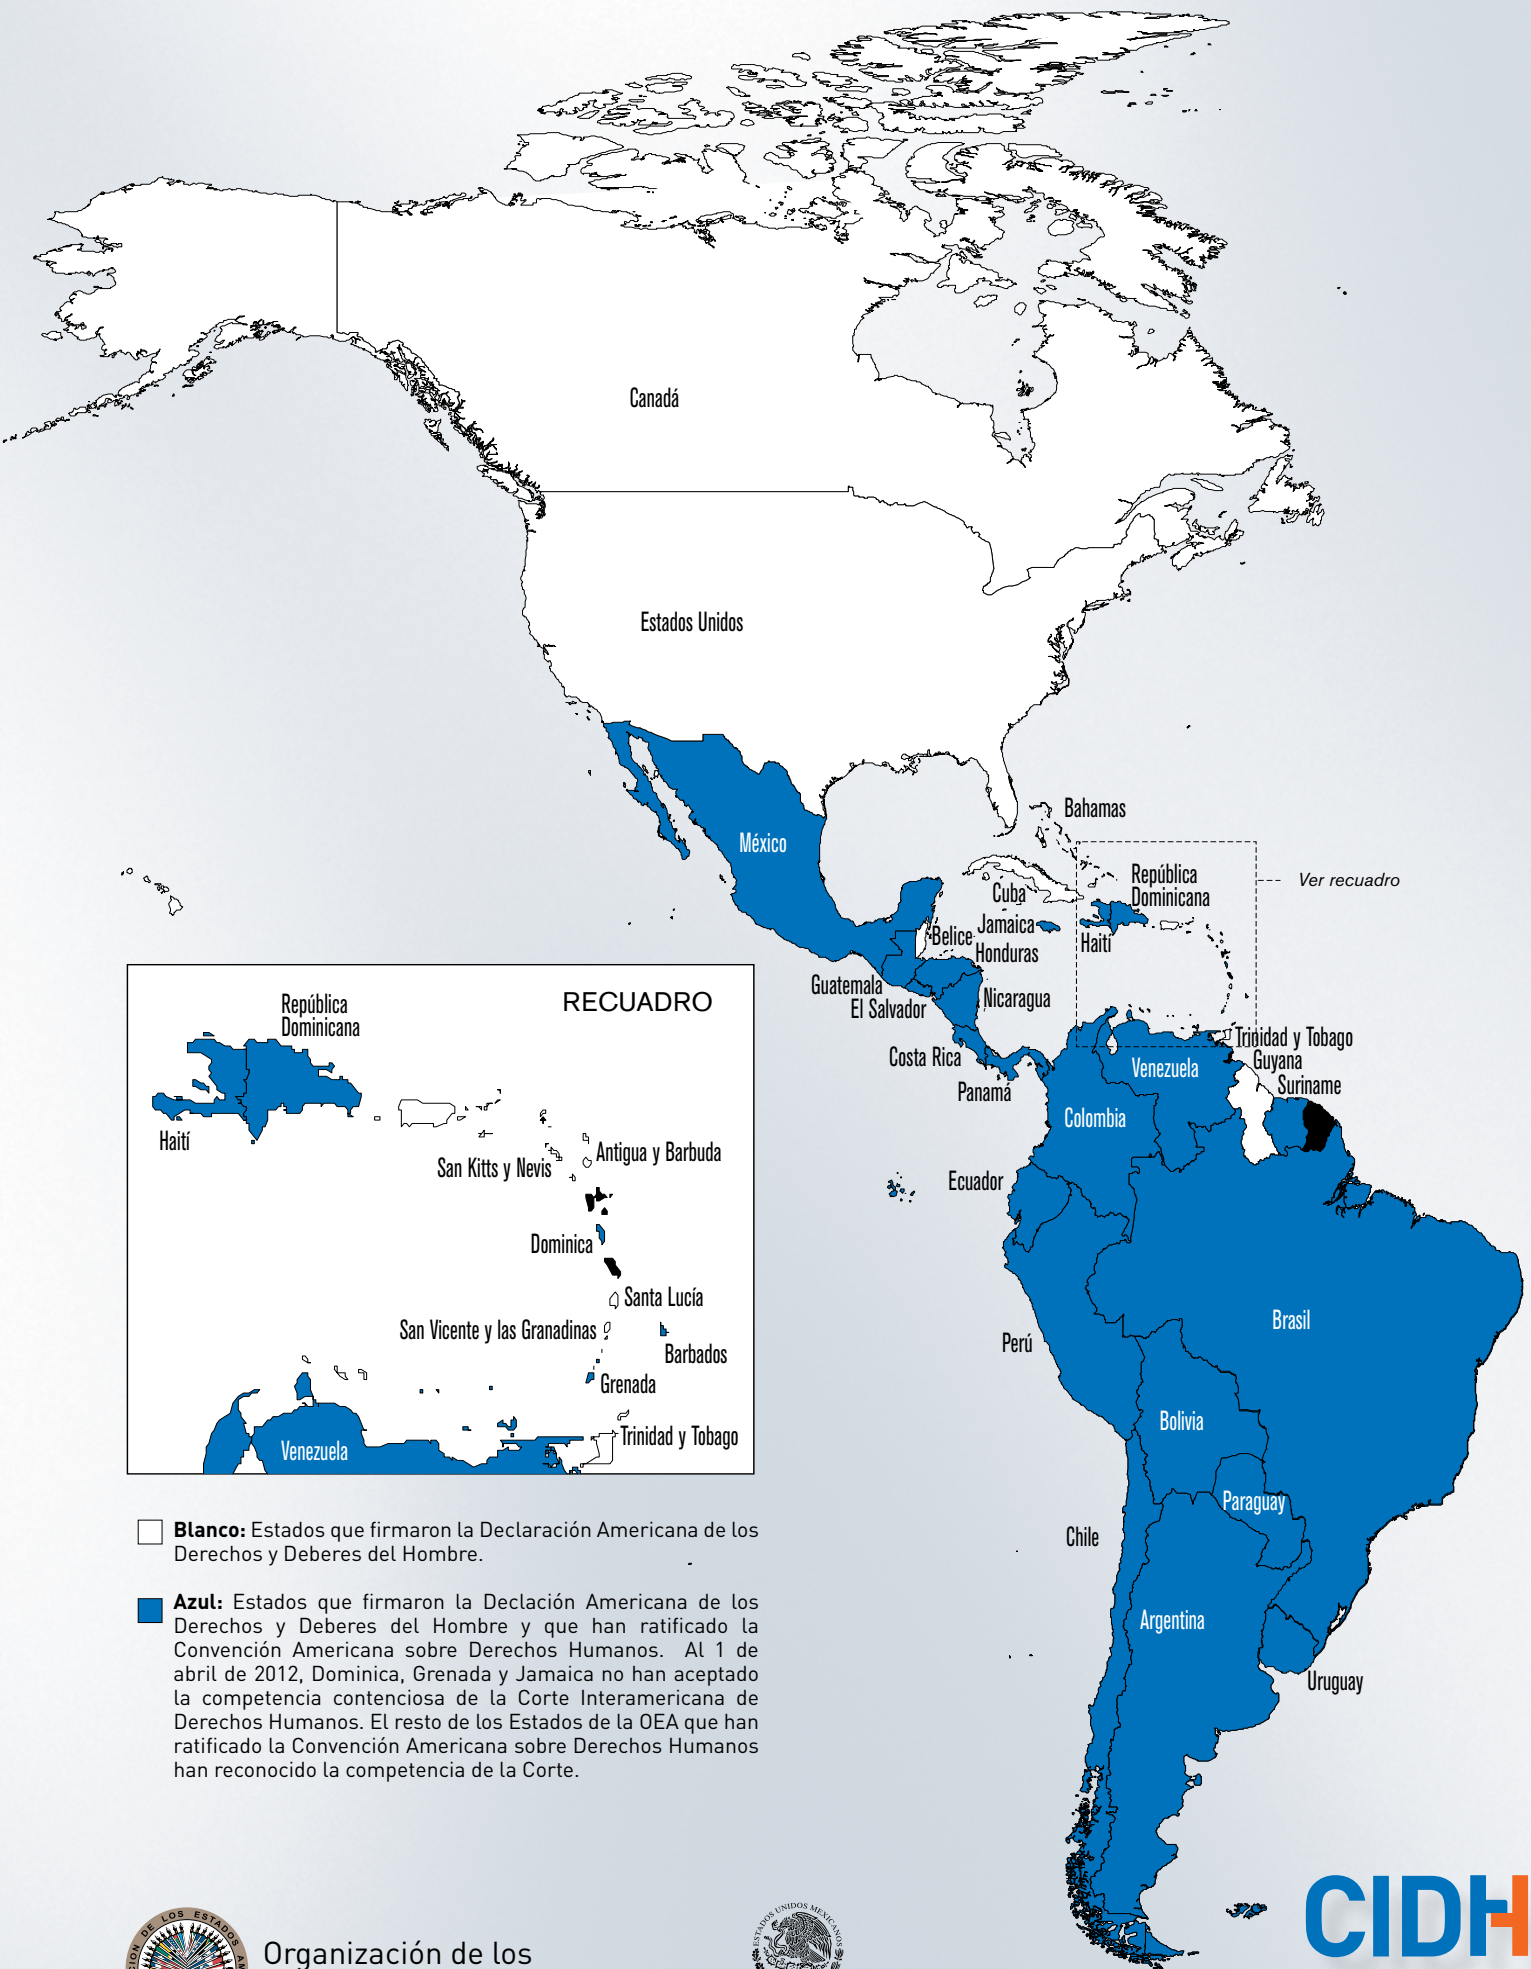 Canadá
Estados Unidos
Bahamas
México
República
Dominicana
Ver recuadro
Cuba
Jamaica
Haití
Belice
Honduras
Guatemala
El Salvador
Nicaragua
Costa Rica
Panamá
Trinidad y Tobago
Guyana
Suriname
Venezuela
Colombia
Ecuador
Brasil
Perú
Bolivia
Paraguay
Chile
Argentina
Uruguay
RECUADRO
República
Dominicana
Haití
San Kitts y Nevis
Antigua y Barbuda
Dominica
Santa Lucía
San Vicente y las Granadinas
Barbados
Grenada
Trinidad y Tobago
Venezuela
Blanco: Estados que firmaron la Declaración Americana de los
Derechos y Deberes del Hombre.
Azul: Estados que firmaron la Declación Americana de los
Derechos y Deberes del Hombre y que han ratificado la
Convención Americana sobre Derechos Humanos. Al 1 de
abril de 2012, Dominica, Grenada y Jamaica no han aceptado
la competencia contenciosa de la Corte Interamericana de
Derechos Humanos. El resto de los Estados de la OEA que han
ratificado la Convención Americana sobre Derechos Humanos
han reconocido la competencia de la Corte.
DE LOS ESTADOS
Organización de los
ESTADOS UNIDOS MEXICANOS
CIDH